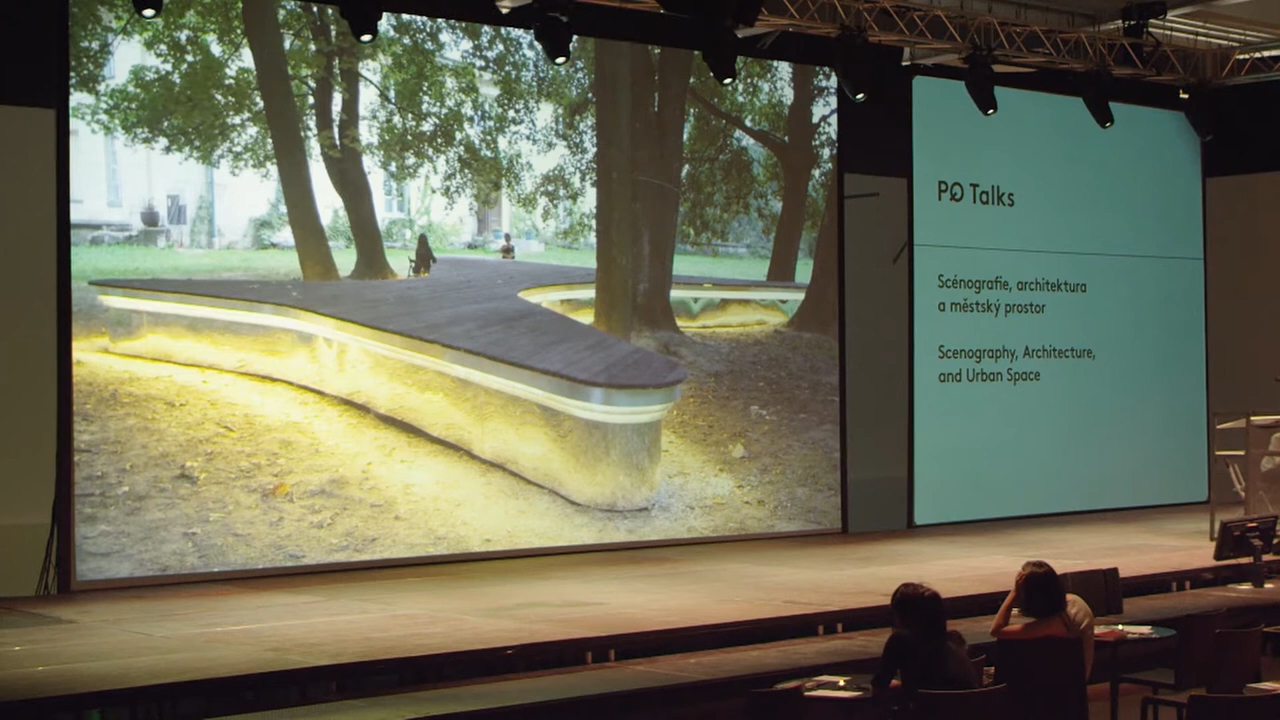 PQ Talks
Scénografie, architektura
a městský prostor
Scenography, Architecture,
and Urban Space